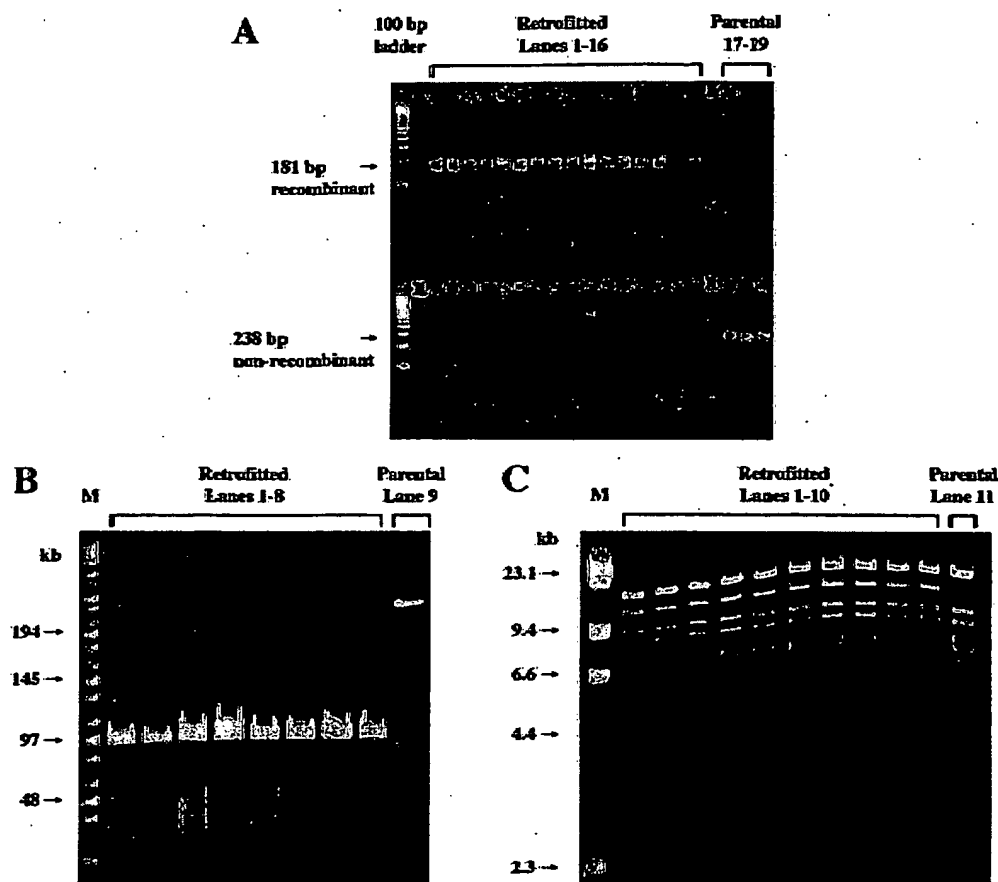 A
100 bp
ladder
Retrofitted
Lanes 1-16
Parental
17-19
181 bp
recombinant
238 bp
non-recombinant
B
M
Retrofitted
Lanes 1-8
Parental
Lane 9
kb
194
145
97
48
C
M
Retrofitted
Lanes 1-10
Parental
Lane 11
kb
23.1
9.4
6.6
4.4
2.3